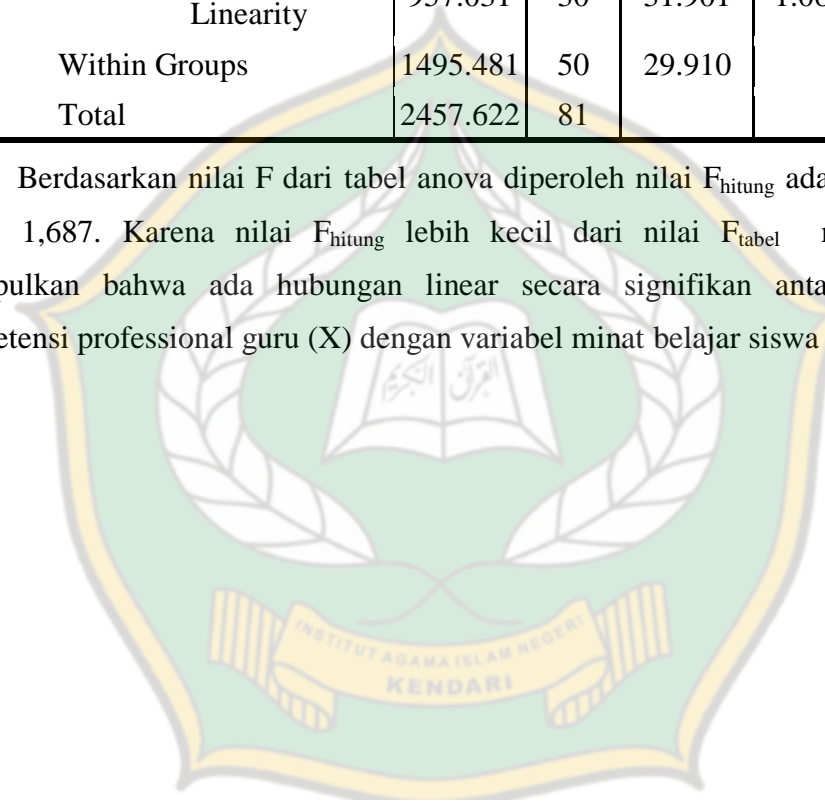 Linearity
Within Groups 1495.481 50 29.910
Total 2457.622 81
Berdasarkan nilai F dari tabel anova diperoleh nilai Fhitung ada
1,687. Karena nilai Fhitung lebih kecil dari nilai Ftabel
pulkan bahwa ada hubungan linear secara signifikan anta
etensi professional guru (X) dengan variabel minat belajar siswa
القرآن الكريم
INSTITUT AGAMA ISLAM NEGERI
KENDARI